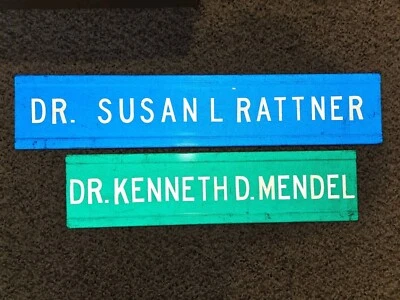 DR. SUSAN L RATTNER
DR. KENNETH D. MENDEL